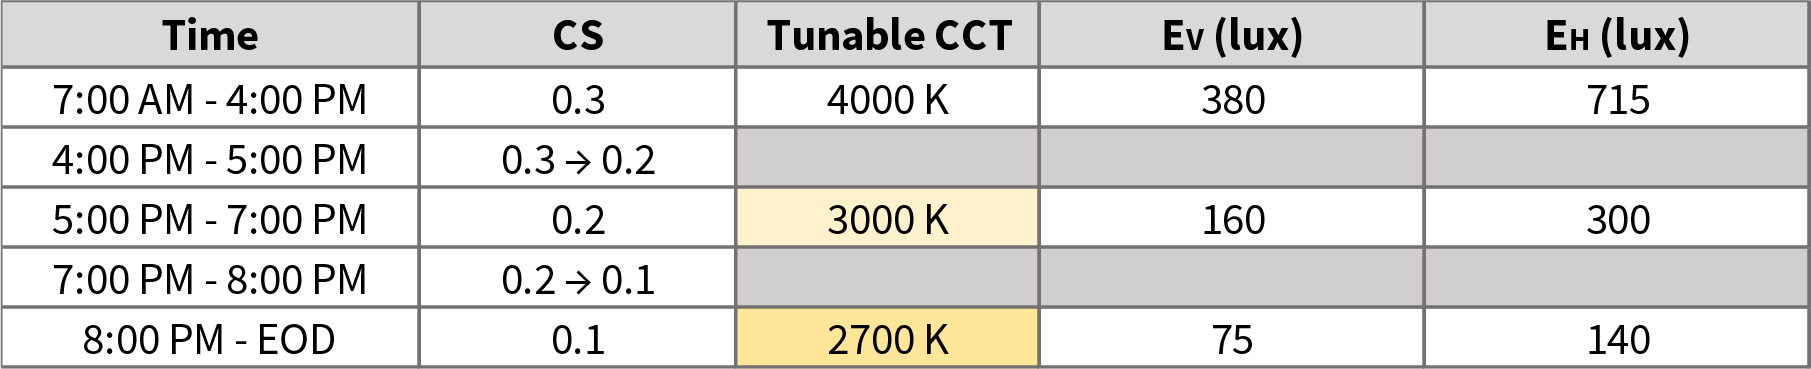 Time CS Tunable CCT EV (lux) EH (lux)
7:00 AM - 4:00 PM 0.3 4000 K 380 715
4:00 PM - 5:00 PM 0.3 → 0.2
5:00 PM - 7:00 PM 0.2 3000 K 160 300
7:00 PM - 8:00 PM 0.2 → 0.1
8:00 PM - EOD 0.1 2700 K 75 140